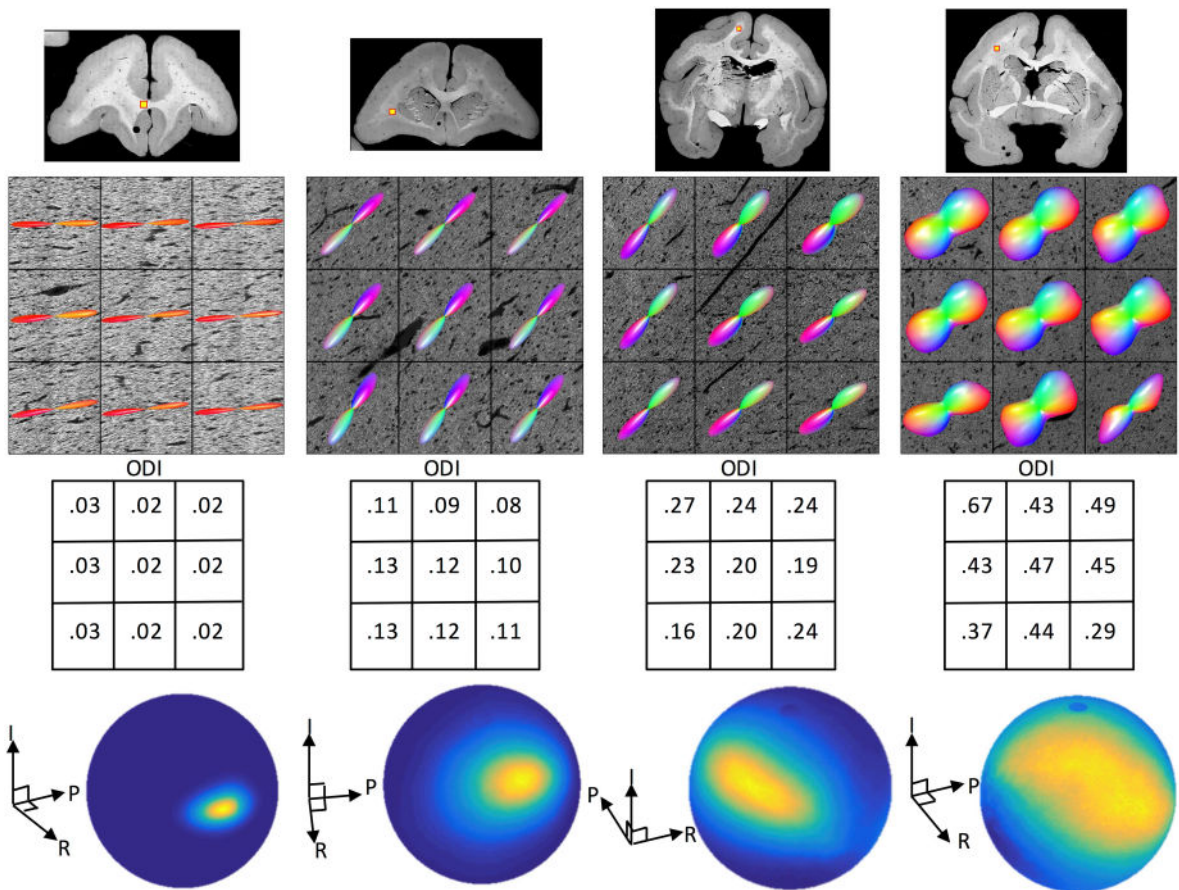 ODI ODI ODI ODI
.03 .02 .02 .11 .09 .08 .27 .24 .24 .67 .43 .49
.03 .02 .02 .13 .12 .10 .23 .20 .19 .43 .47 .45
.03 .02 .02 .13 .12 .11 .16 .20 .24 .37 .44 .29
I I I I
P P P P
R R R R